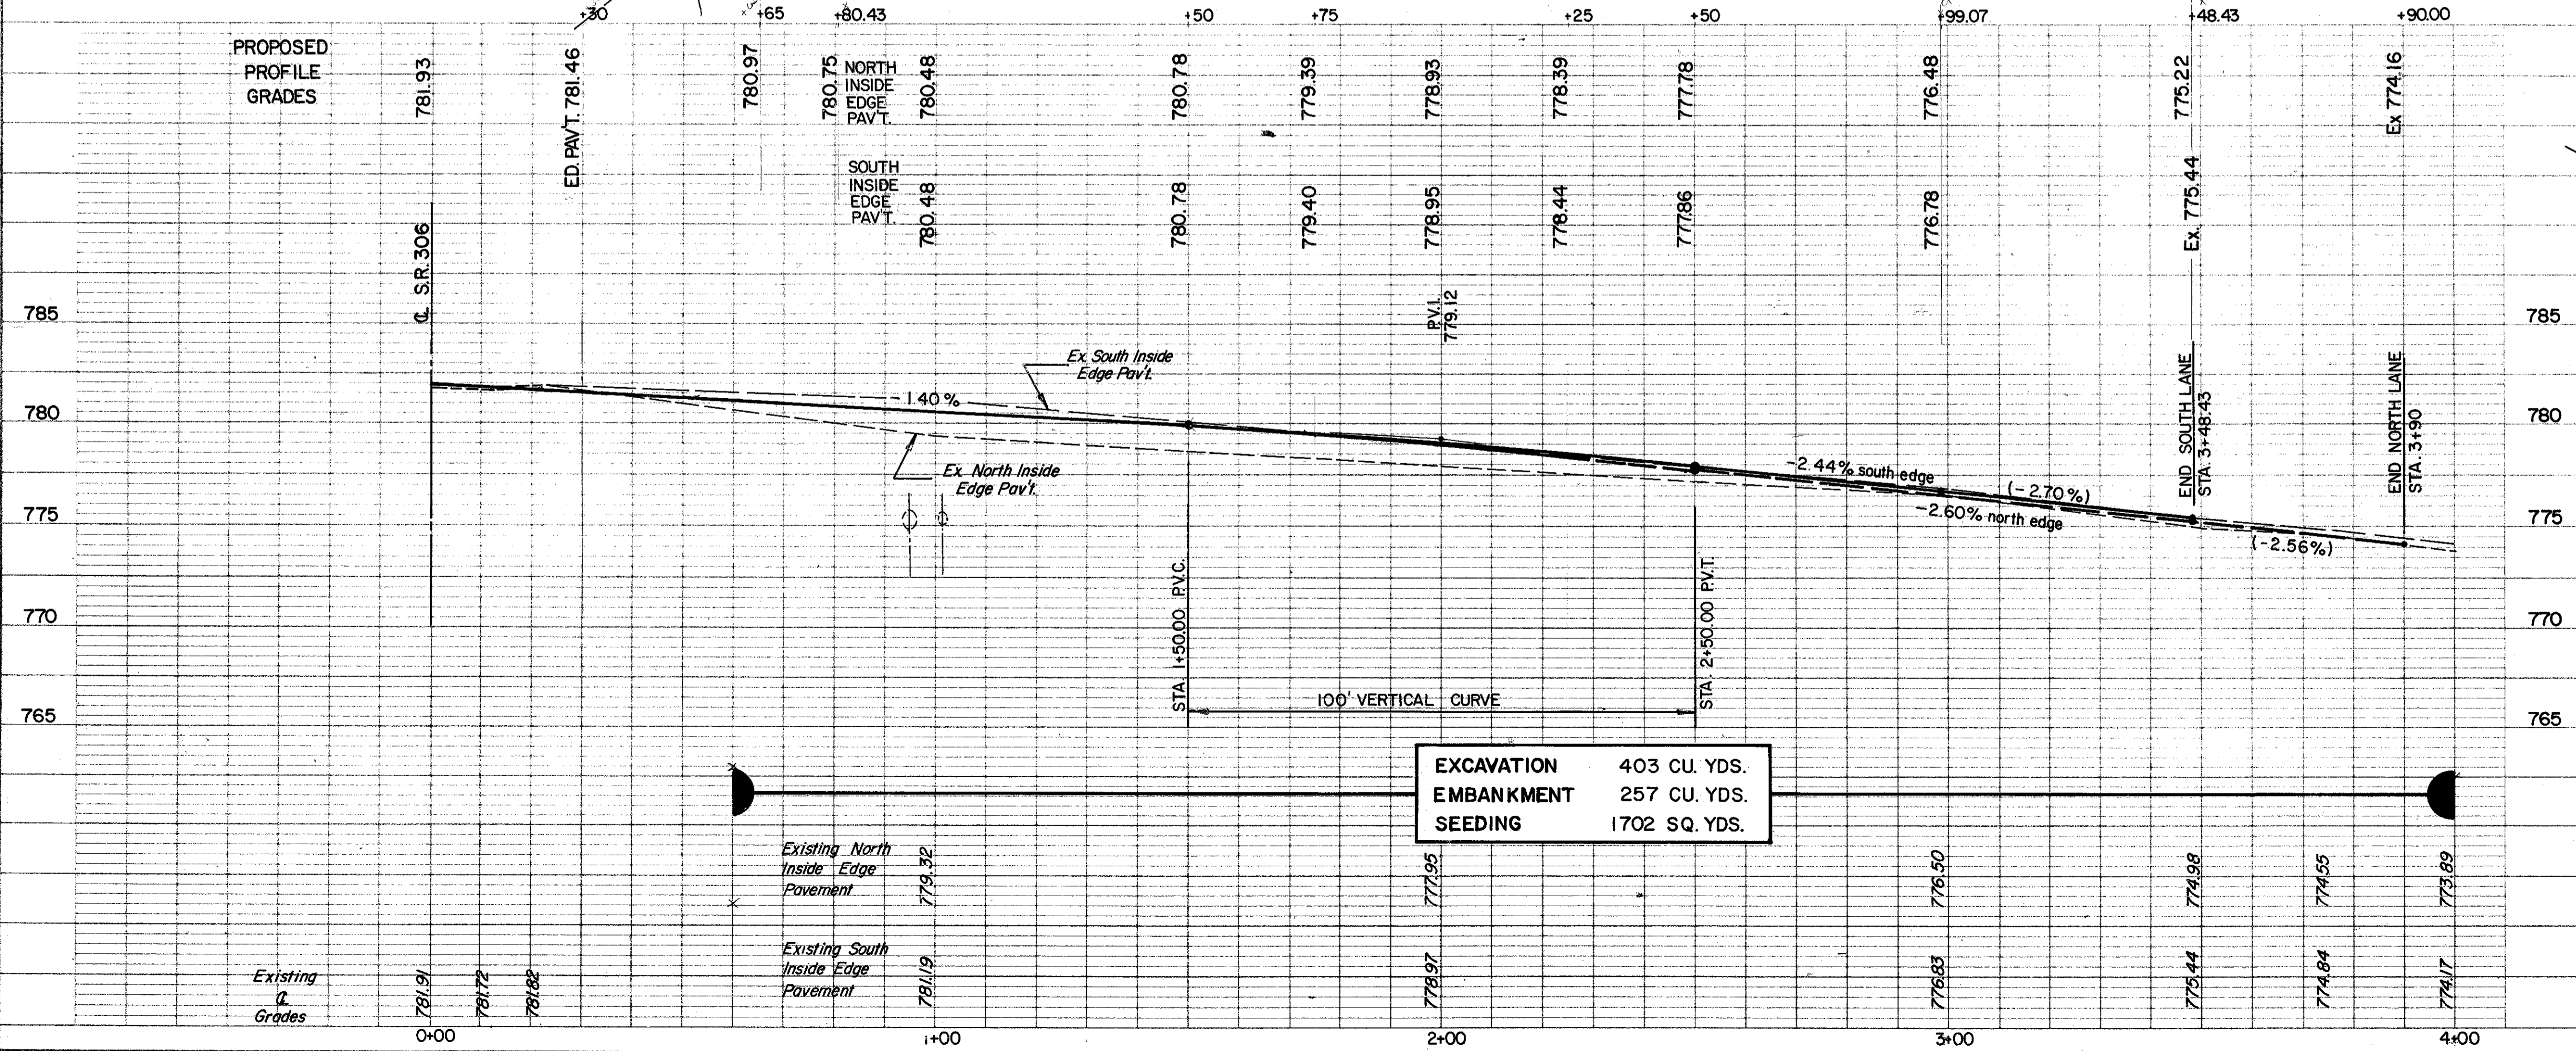 +30 +65 +80.43 +50 +75 +25 +50 +99.07 +48.43 +90.00
PROPOSED
PROFILE
GRADES
781.93
ED. PAV'T. 781.46
780.97
780.75
NORTH
INSIDE
EDGE
PAV'T.
780.48
780.78
779.39
778.93
778.39
777.78
776.48
775.22
Ex 774.16
SOUTH
INSIDE
EDGE
PAV'T.
780.48
780.78
779.40
778.95
778.44
777.86
776.78
Ex. 775.44
℄ S.R. 306
P.V.I.
779.12
785 785
Ex. South Inside
Edge Pav't.
1.40%
780 780
Ex. North Inside
Edge Pav't.
-2.44% south edge
(-2.70%)
-2.60% north edge
(-2.56%)
END SOUTH LANE
STA. 3+48.43
END NORTH LANE
STA. 3+90
775 775
770 770
STA. 1+50.00 P.V.C.
STA. 2+50.00 P.V.T.
100' VERTICAL CURVE
765 765
EXCAVATION 403 CU. YDS.
EMBANKMENT 257 CU. YDS.
SEEDING 1702 SQ. YDS.
Existing North
Inside Edge
Pavement
779.32
777.95
776.50
774.98
774.55
773.89
Existing South
Inside Edge
Pavement
781.19
778.97
776.83
775.44
774.84
774.17
Existing
℄
Grades
781.91
781.72
781.82
0+00 1+00 2+00 3+00 4+00